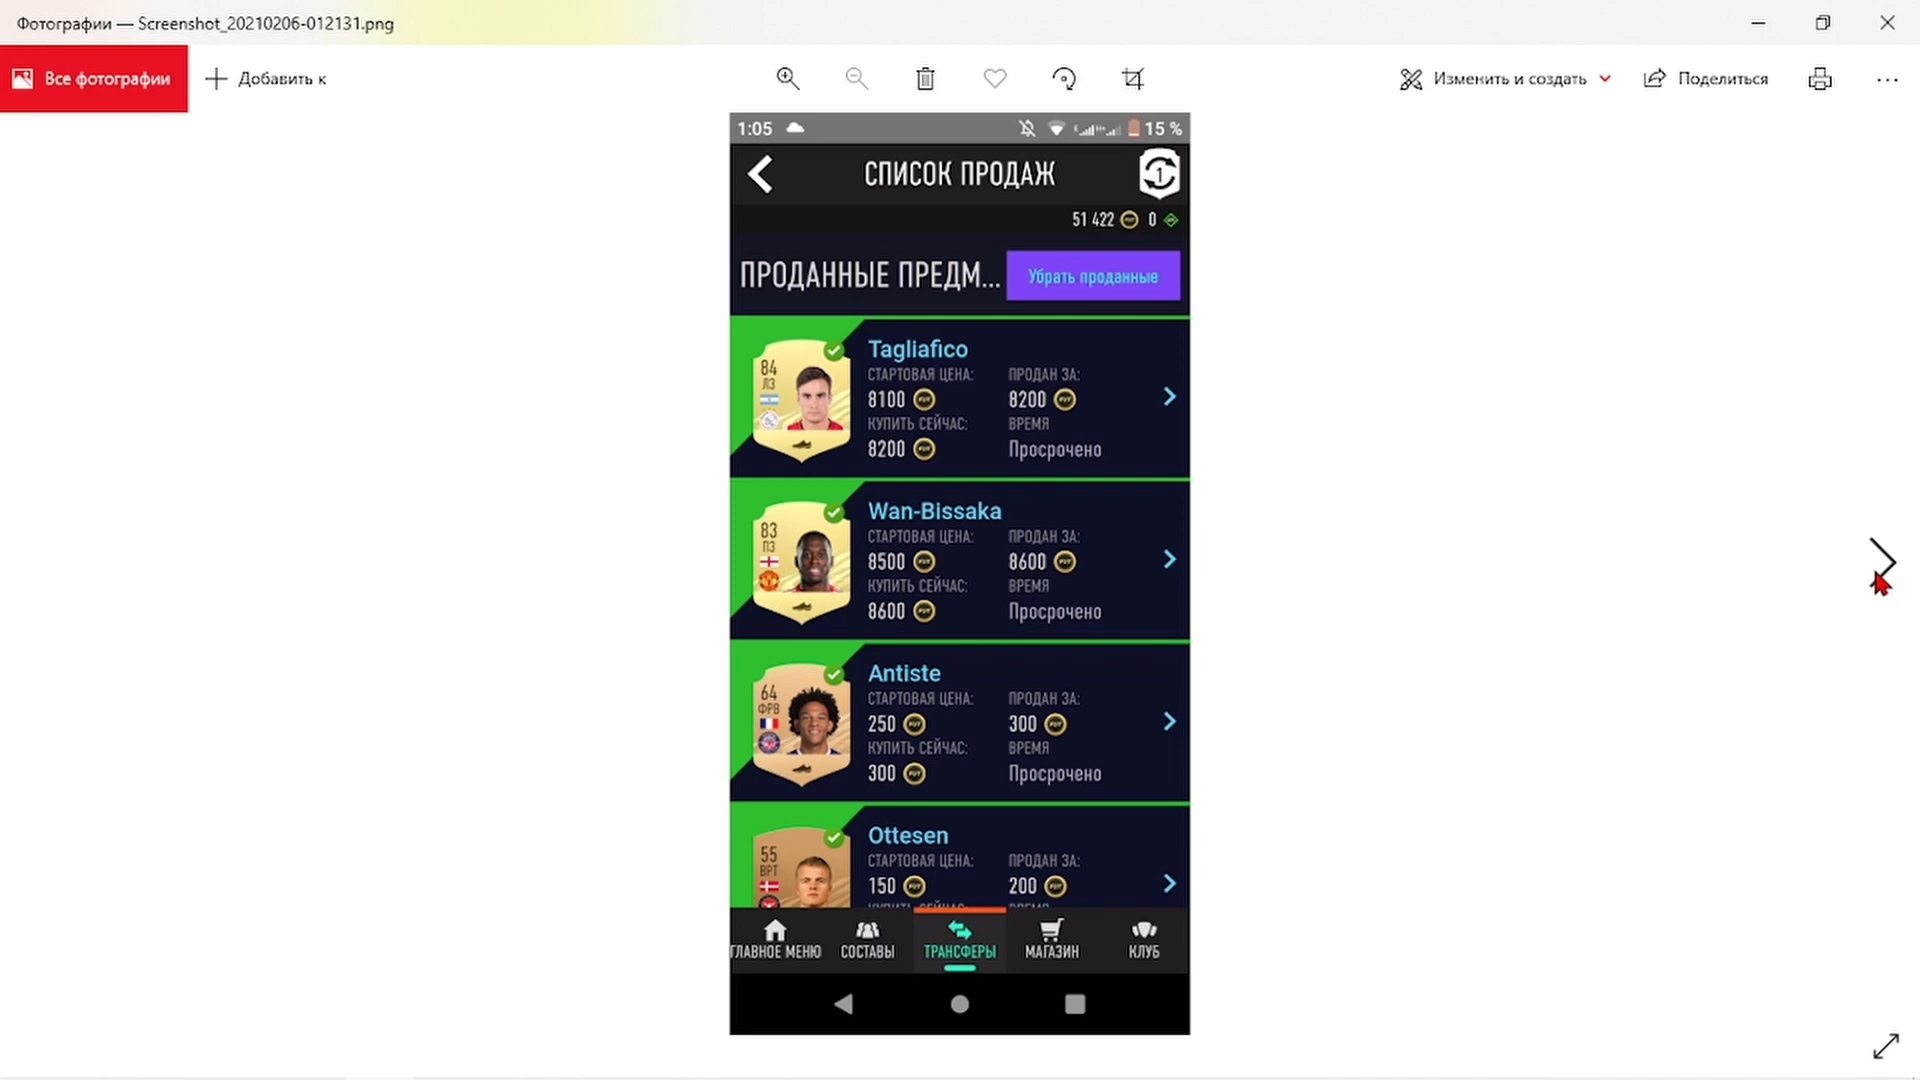 Фотографии — Screenshot_20210206-012131.png
Все фотографии
Добавить к
Изменить и создать
Поделиться
1:05
15 %
СПИСОК ПРОДАЖ
1
51 422 0
ПРОДАННЫЕ ПРЕДМ...
Убрать проданные
84
ЛЗ
Tagliafico
СТАРТОВАЯ ЦЕНА: ПРОДАН ЗА:
8100 8200
КУПИТЬ СЕЙЧАС: ВРЕМЯ
8200 Просрочено
83
ПЗ
Wan-Bissaka
СТАРТОВАЯ ЦЕНА: ПРОДАН ЗА:
8500 8600
КУПИТЬ СЕЙЧАС: ВРЕМЯ
8600 Просрочено
64
ФРВ
Antiste
СТАРТОВАЯ ЦЕНА: ПРОДАН ЗА:
250 300
КУПИТЬ СЕЙЧАС: ВРЕМЯ
300 Просрочено
55
ВРТ
Ottesen
СТАРТОВАЯ ЦЕНА: ПРОДАН ЗА:
150 200
ГЛАВНОЕ МЕНЮ СОСТАВЫ ТРАНСФЕРЫ МАГАЗИН КЛУБ